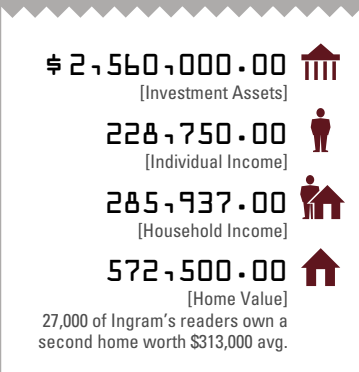 $2,560,000.00
[Investment Assets]
228,750.00
[Individual Income]
285,937.00
[Household Income]
572,500.00
[Home Value]
27,000 of Ingram's readers own a
second home worth $313,000 avg.